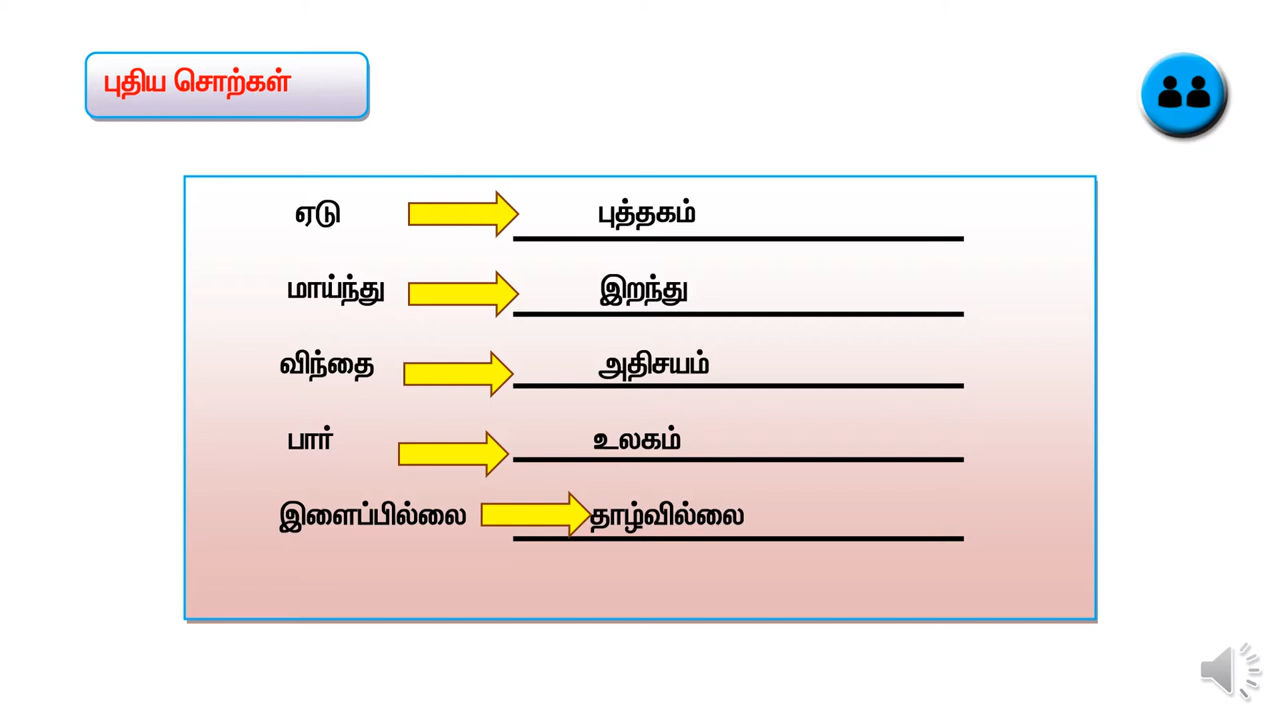 புதிய சொற்கள்
ஏடு புத்தகம்
மாய்ந்து இறந்து
விந்தை அதிசயம்
பார் உலகம்
இளைப்பில்லை தாழ்வில்லை